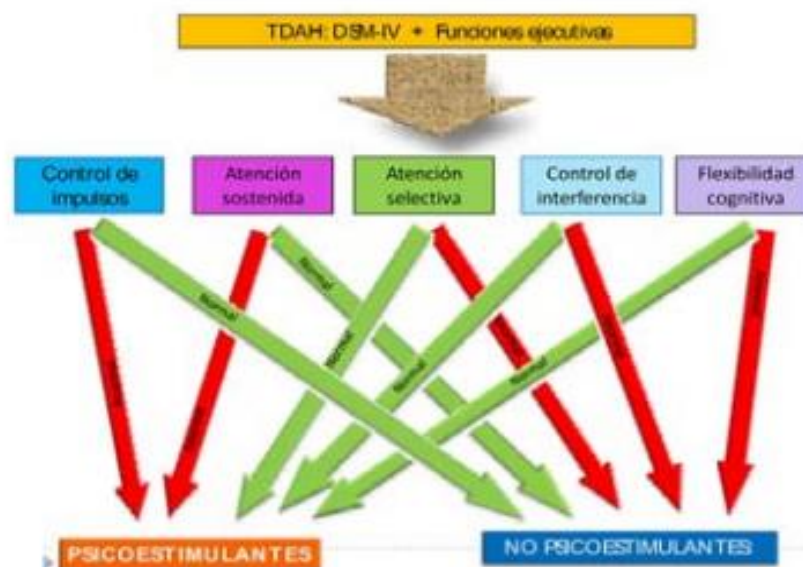 TDAH: DSM-IV + Funciones ejecutivas
Control de
impulsos
Atención
sostenida
Atención
selectiva
Control de
interferencia
Flexibilidad
cognitiva
Normal
Normal
Normal
Normal
Normal
PSICOESTIMULANTES
NO PSICOESTIMULANTES